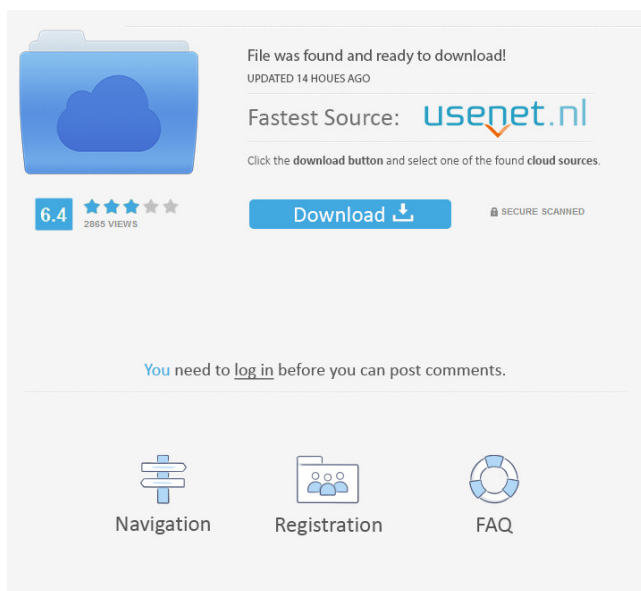 File was found and ready to download!
UPDATED 14 HOUES AGO
Fastest Source: usenet.nl
Click the download button and select one of the found cloud sources.
6.4
2865 VIEWS
Download
SECURE SCANNED
You need to log in before you can post comments.
Navigation
Registration
FAQ